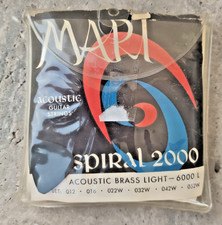 MARI
ACOUSTIC
GUITAR
STRINGS
SPIRAL 2000
ACOUSTIC BRASS LIGHT - 6000 L
.012 · .016 · .022W · .032W · .042W · .052W